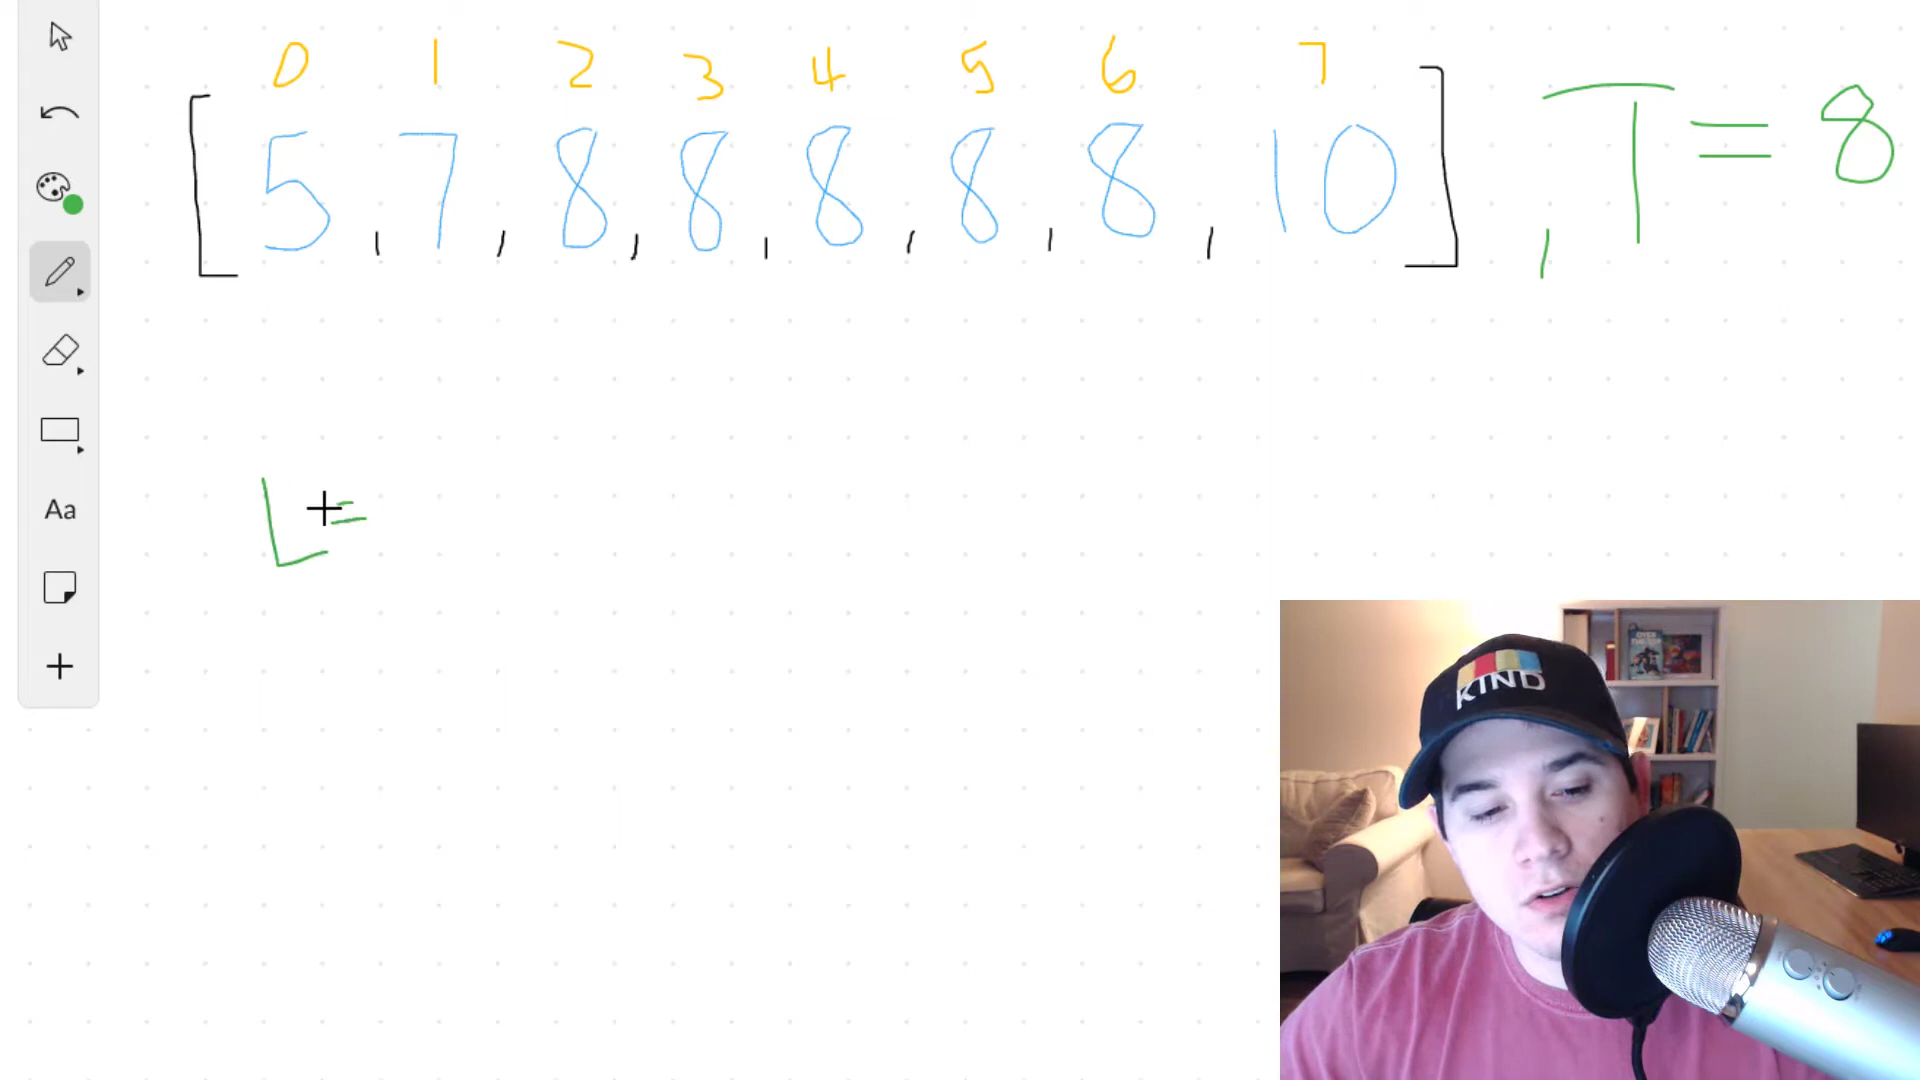 0 1 2 3 4 5 6 7
[5, 7, 8, 8, 8, 8, 8, 10], T = 8
L =
Aa
KIND